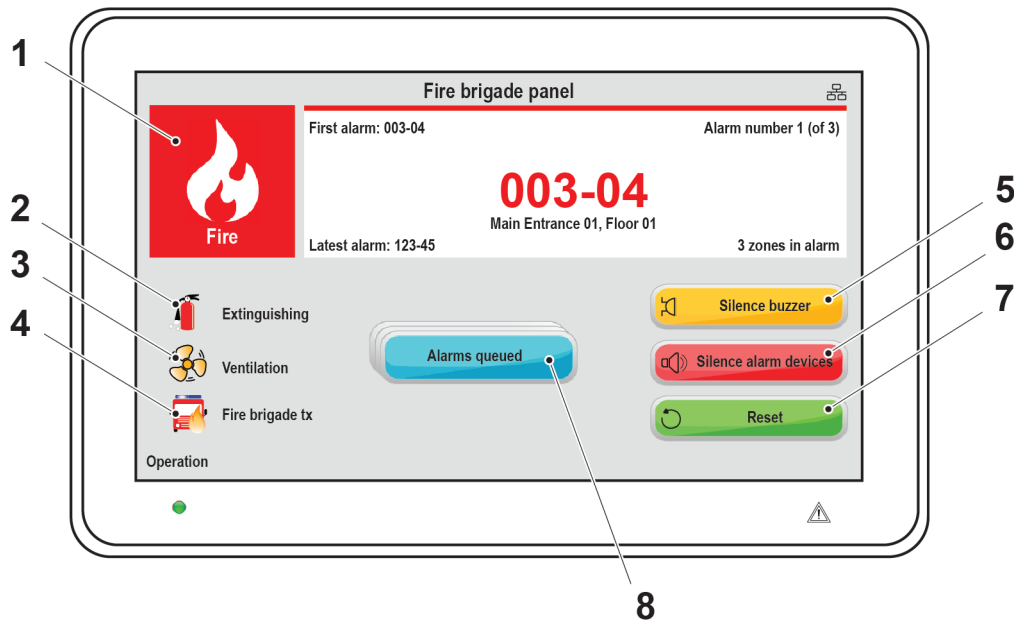 1
Fire brigade panel
First alarm: 003-04
Alarm number 1 (of 3)
003-04
Main Entrance 01, Floor 01
Fire
Latest alarm: 123-45
3 zones in alarm
2
3
4
5
6
7
Extinguishing
Ventilation
Fire brigade tx
Alarms queued
Silence buzzer
Silence alarm devices
Reset
Operation
8